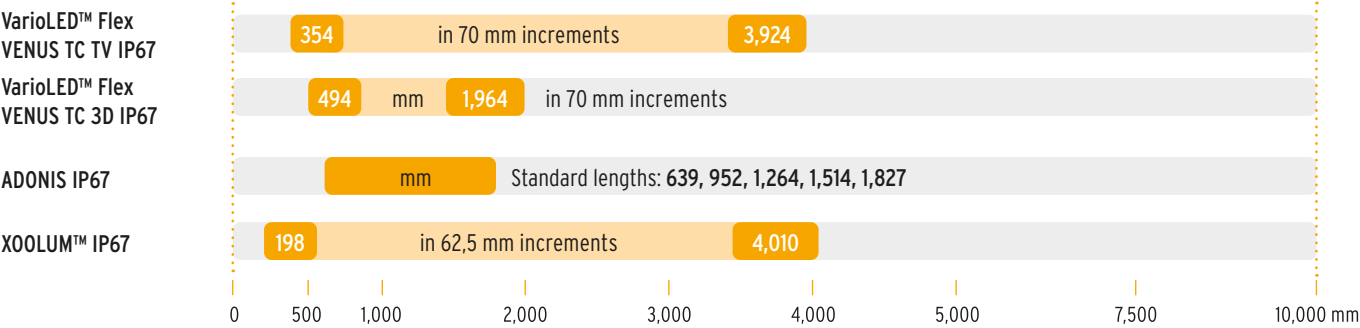 VarioLED™ Flex
VENUS TC TV IP67
354 in 70 mm increments 3,924
VarioLED™ Flex
VENUS TC 3D IP67
494 mm 1,964 in 70 mm increments
ADONIS IP67
mm Standard lengths: 639, 952, 1,264, 1,514, 1,827
XOOLUM™ IP67
198 in 62,5 mm increments 4,010
0 500 1,000 2,000 3,000 4,000 5,000 7,500 10,000 mm